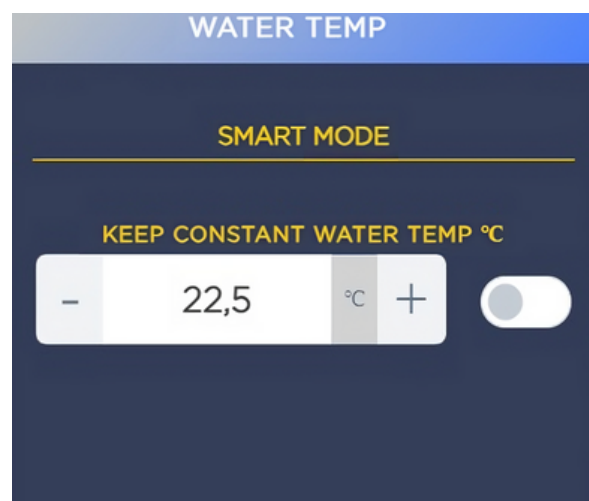 WATER TEMP
SMART MODE
KEEP CONSTANT WATER TEMP °C
- 22,5 °C +